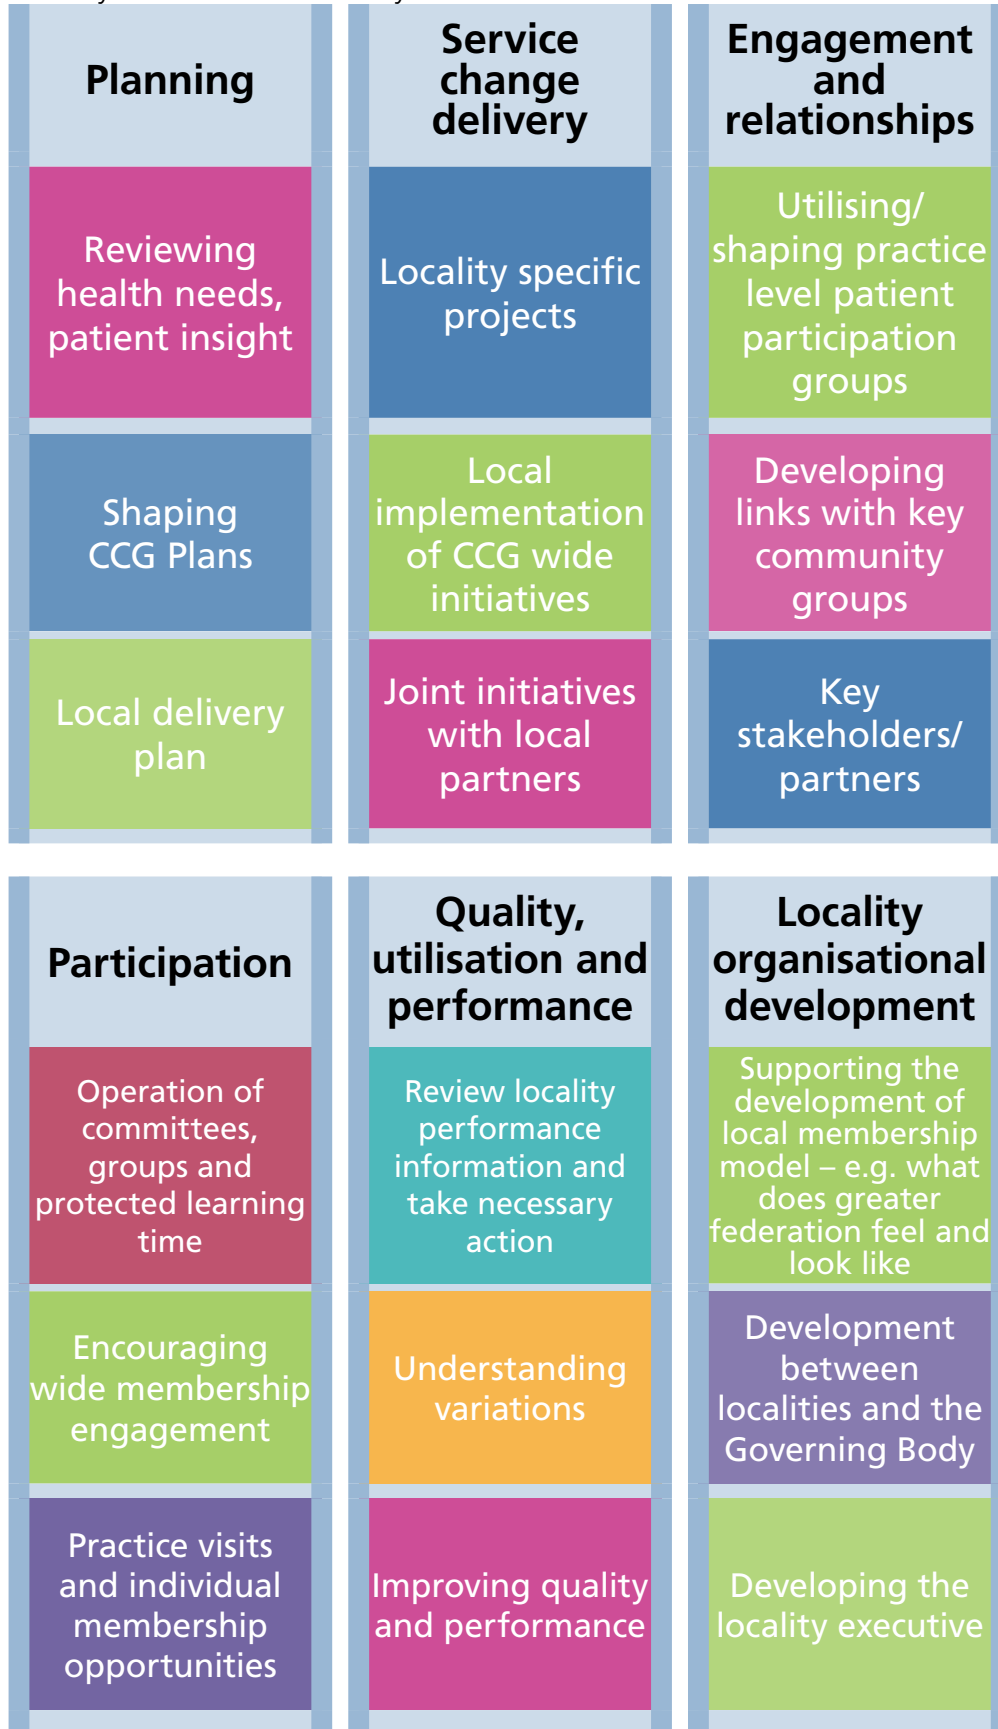 Planning
Reviewing
health needs,
patient insight
Shaping
CCG Plans
Local delivery
plan
Service
change
delivery
Locality specific
projects
Local
implementation
of CCG wide
initiatives
Joint initiatives
with local
partners
Engagement
and
relationships
Utilising/
shaping practice
level patient
participation
groups
Developing
links with key
community
groups
Key
stakeholders/
partners
Participation
Operation of
committees,
groups and
protected learning
time
Encouraging
wide membership
engagement
Practice visits
and individual
membership
opportunities
Quality,
utilisation and
performance
Review locality
performance
information and
take necessary
action
Understanding
variations
Improving quality
and performance
Locality
organisational
development
Supporting the
development of
local membership
model – e.g. what
does greater
federation feel and
look like
Development
between
localities and the
Governing Body
Developing the
locality executive